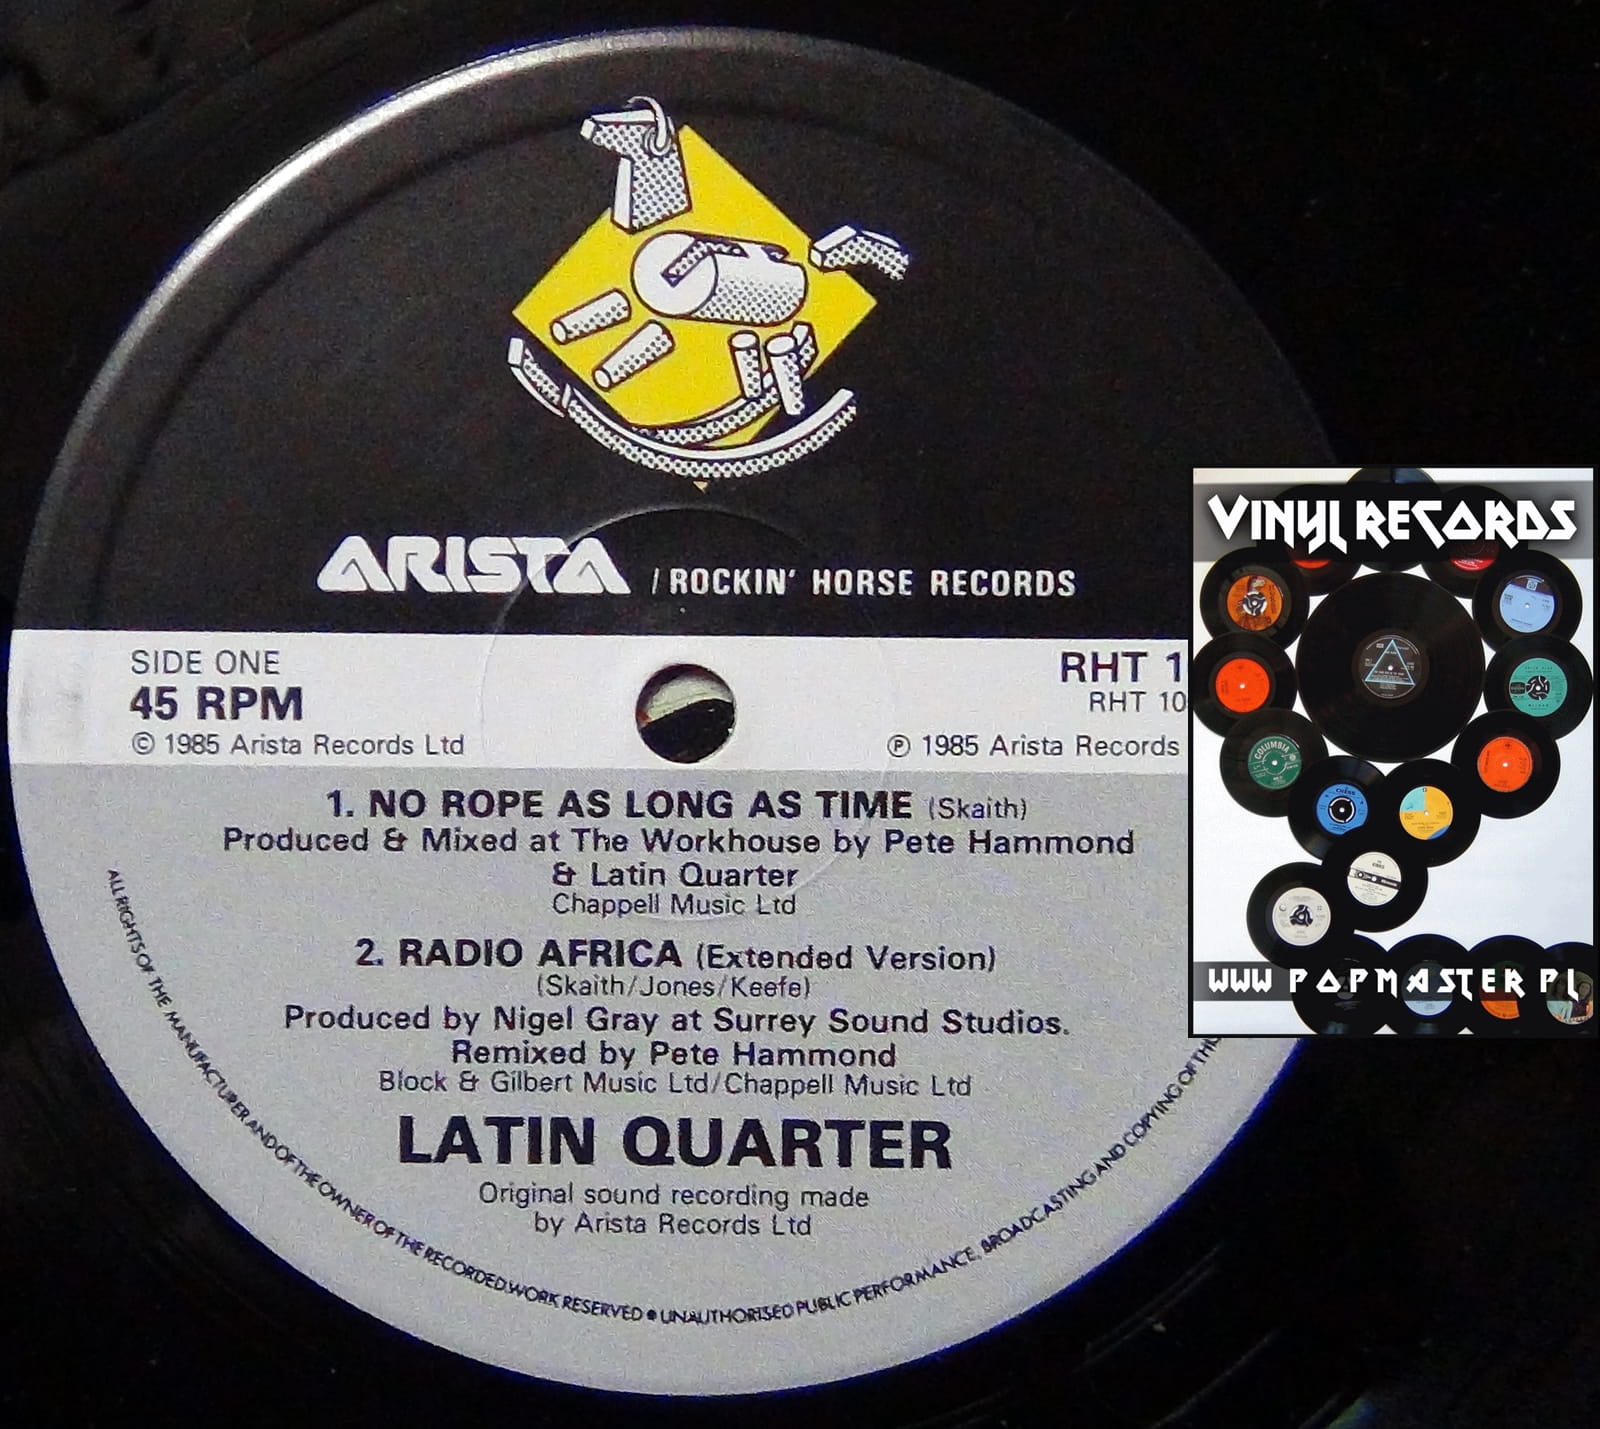 ARISTA / ROCKIN' HORSE RECORDS
SIDE ONE
45 RPM
© 1985 Arista Records Ltd
RHT 1
RHT 10
℗ 1985 Arista Records
1. NO ROPE AS LONG AS TIME (Skaith)
Produced & Mixed at The Workhouse by Pete Hammond
& Latin Quarter
Chappell Music Ltd
2. RADIO AFRICA (Extended Version)
(Skaith/Jones/Keefe)
Produced by Nigel Gray at Surrey Sound Studios.
Remixed by Pete Hammond
Block & Gilbert Music Ltd/Chappell Music Ltd
LATIN QUARTER
Original sound recording made
by Arista Records Ltd
ALL RIGHTS OF THE MANUFACTURER AND OF THE OWNER OF THE RECORDED WORK RESERVED ● UNAUTHORISED PUBLIC PERFORMANCE, BROADCASTING AND COPYING OF THI
VINYL RECORDS
COLUMBIA
WWW POPMASTER PL